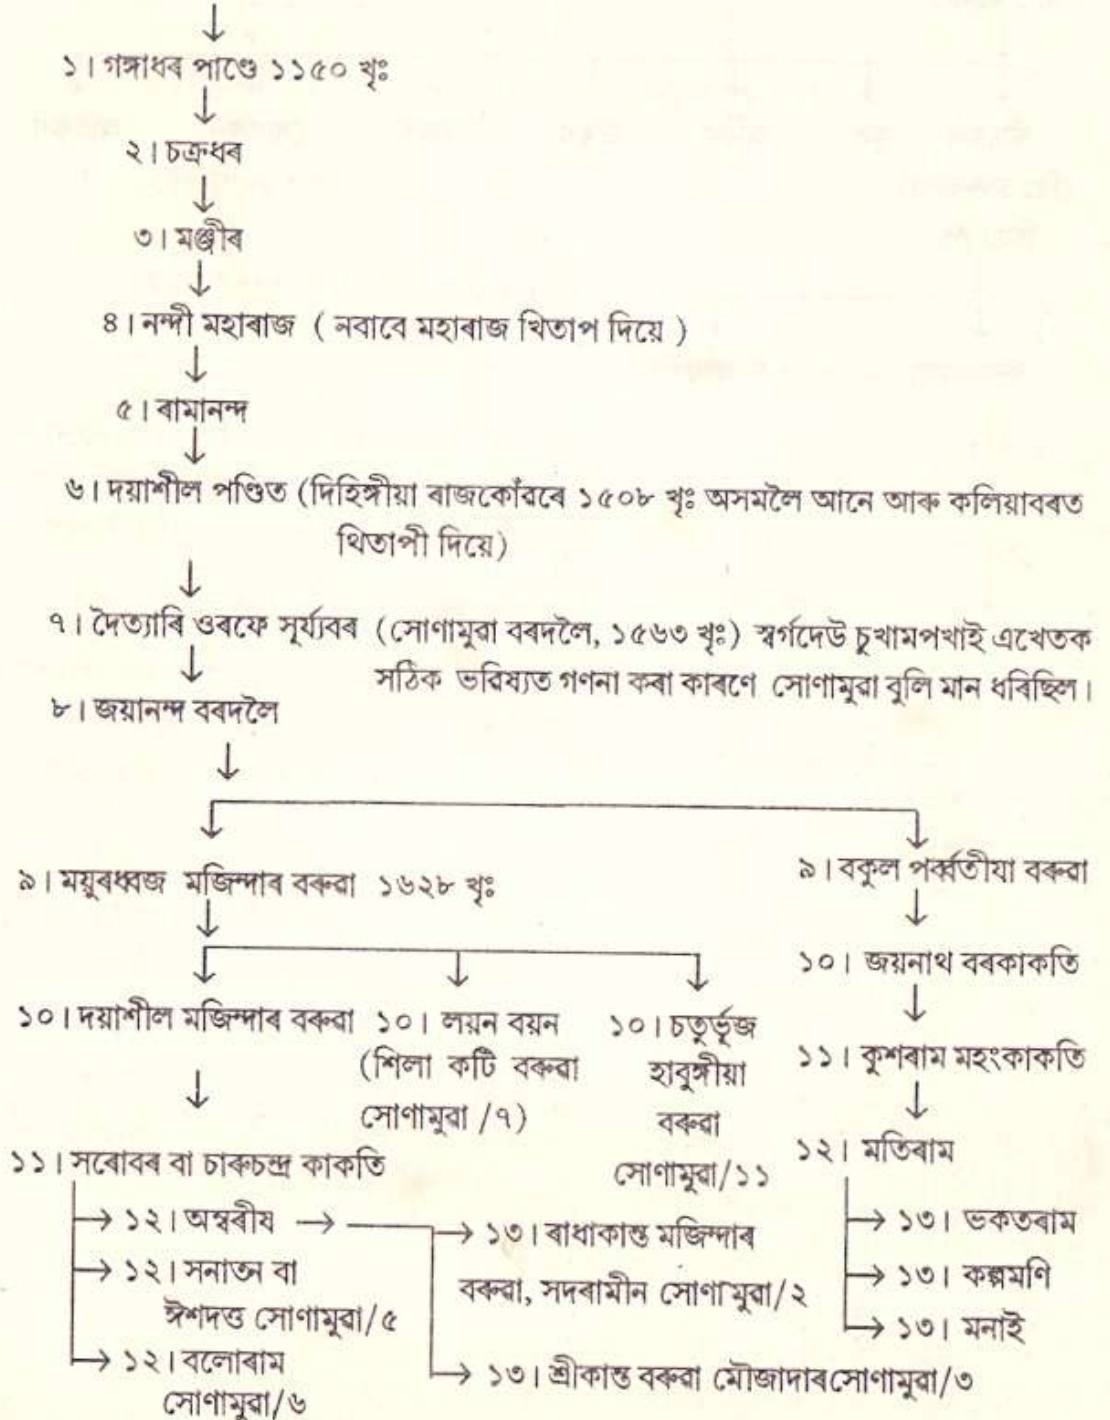 ১। গঙ্গাধৰ পাণ্ডে ১১৫০ খৃঃ
২। চক্ৰধৰ
৩। মঞ্জীৰ
৪। নন্দী মহাৰাজ ( নবাবে মহাৰাজ খিতাপ দিয়ে )
৫। ৰামানন্দ
৬। দয়াশীল পণ্ডিত (দিহিঙ্গীয়া ৰাজকোঁৱৰে ১৫০৮ খৃঃ অসমলৈ আনে আৰু কলিয়াবৰত
থিতাপী দিয়ে)
৭। দৈত্যাৰি ওৰফে সূৰ্য্যবৰ (সোণামুৱা বৰদলৈ, ১৫৬৩ খৃঃ) স্বৰ্গদেউ চুখামপখাই এখেতক
সঠিক ভৱিষ্যত গণনা কৰা কাৰণে সোণামুৱা বুলি মান ধৰিছিল।
৮। জয়ানন্দ বৰদলৈ
৯। ময়ুৰধ্বজ মজিন্দাৰ বৰুৱা ১৬২৮ খৃঃ
৯। বকুল পৰ্ব্বতীয়া বৰুৱা
১০। জয়নাথ বৰকাকতি
১০। দয়াশীল মজিন্দাৰ বৰুৱা ১০। লয়ন বয়ন ১০। চতুৰ্ভূজ
(শিলা কটি বৰুৱা হাবুঙ্গীয়া ১১। কুশৰাম মহংকাকতি
সোণামুৱা /৭) বৰুৱা
সোণামুৱা/১১
১২। মতিৰাম
১১। সৰোবৰ বা চাৰুচন্দ্ৰ কাকতি
১২। অম্বৰীষ
১৩। ৰাধাকান্ত মজিন্দাৰ
বৰুৱা, সদৰামীন সোণামুৱা/২
১৩। ভকতৰাম
১২। সনাতন বা
ঈশদত্ত সোণামুৱা/৫
১৩। কল্পমণি
১৩। মনাই
১২। বলোৰাম
সোণামুৱা/৬
১৩। শ্ৰীকান্ত বৰুৱা মৌজাদাৰসোণামুৱা/৩